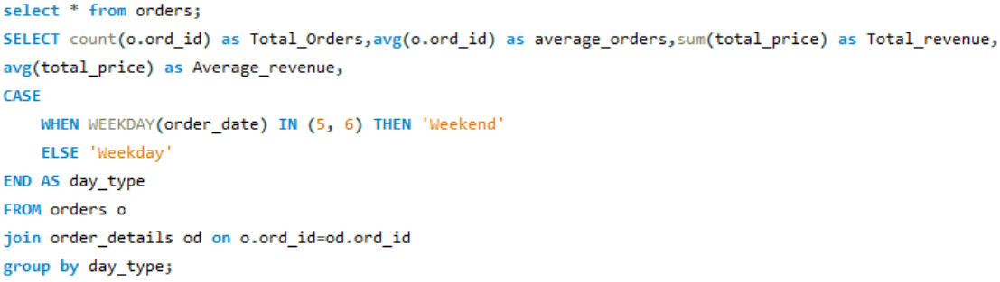 select * from orders;
SELECT count(o.ord_id) as Total_Orders,avg(o.ord_id) as average_orders,sum(total_price) as Total_revenue,
avg(total_price) as Average_revenue,
CASE
    WHEN WEEKDAY(order_date) IN (5, 6) THEN 'Weekend'
    ELSE 'Weekday'
END AS day_type
FROM orders o
join order_details od on o.ord_id=od.ord_id
group by day_type;